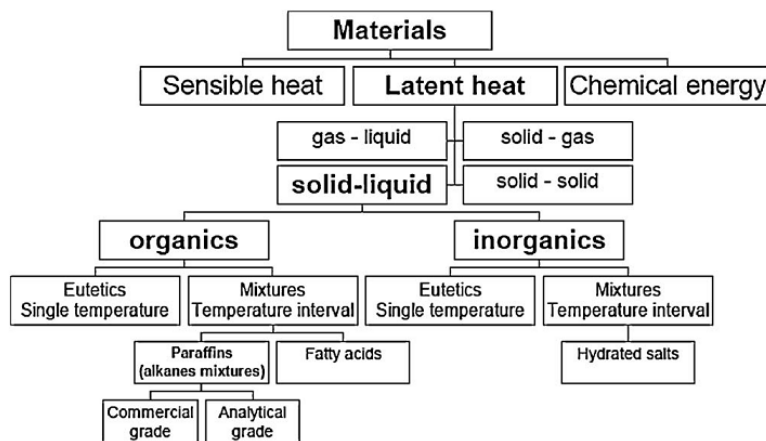 Materials
Sensible heat
Latent heat
Chemical energy
gas - liquid
solid - gas
solid-liquid
solid - solid
organics
inorganics
Eutetics
Single temperature
Mixtures
Temperature interval
Eutetics
Single temperature
Mixtures
Temperature interval
Paraffins
(alkanes mixtures)
Fatty acids
Hydrated salts
Commercial
grade
Analytical
grade